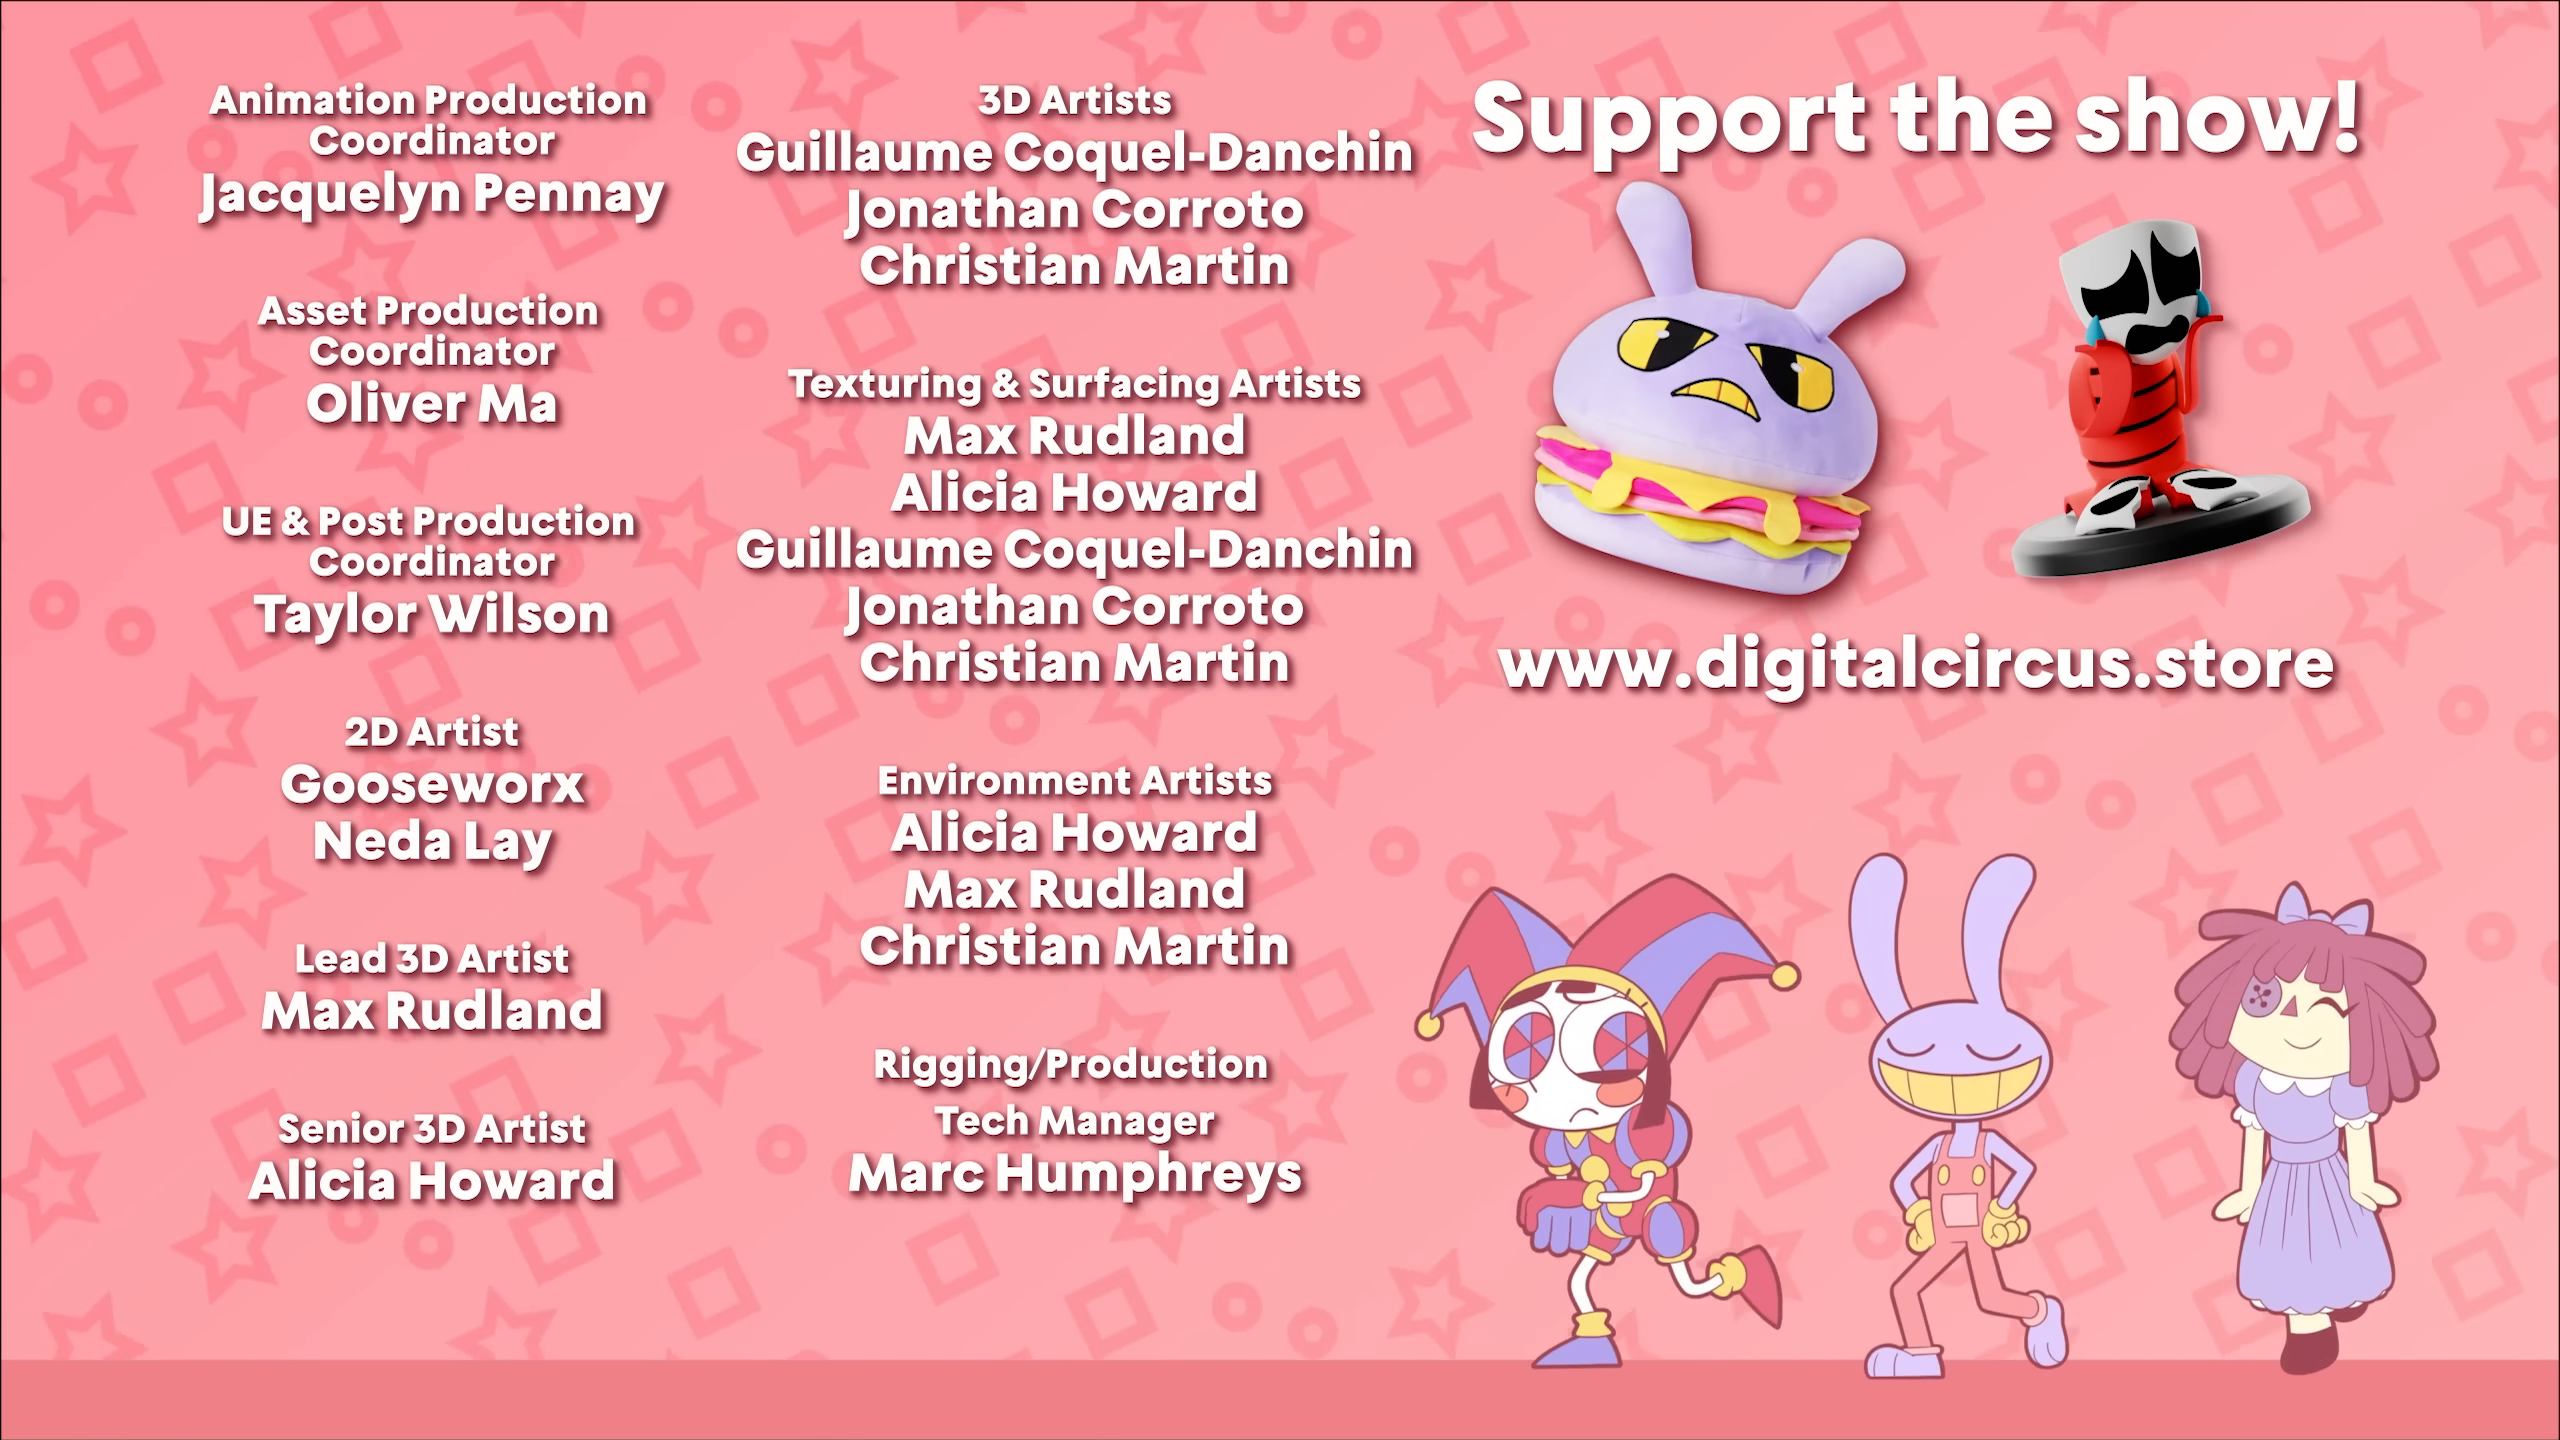 Animation Production
Coordinator
Jacquelyn Pennay
Asset Production
Coordinator
Oliver Ma
UE & Post Production
Coordinator
Taylor Wilson
2D Artist
Gooseworx
Neda Lay
Lead 3D Artist
Max Rudland
Senior 3D Artist
Alicia Howard
3D Artists
Guillaume Coquel-Danchin
Jonathan Corroto
Christian Martin
Texturing & Surfacing Artists
Max Rudland
Alicia Howard
Guillaume Coquel-Danchin
Jonathan Corroto
Christian Martin
Environment Artists
Alicia Howard
Max Rudland
Christian Martin
Rigging/Production
Tech Manager
Marc Humphreys
Support the show!
www.digitalcircus.store